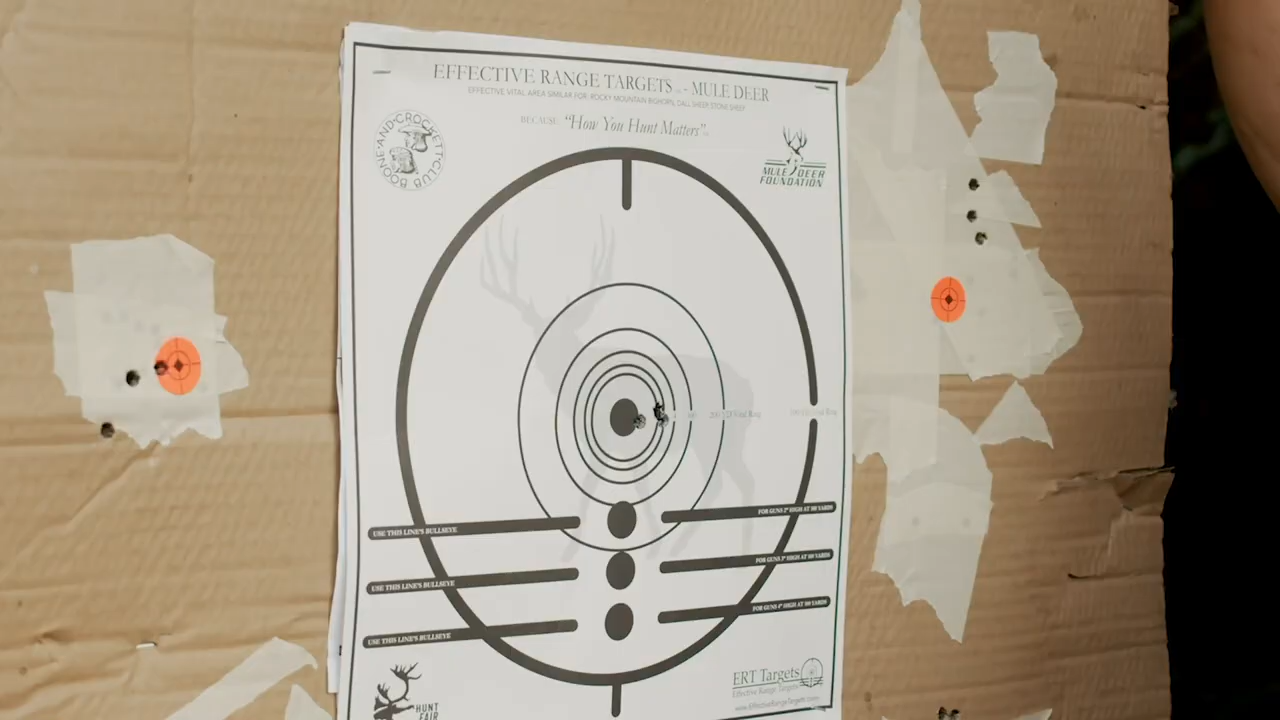 EFFECTIVE RANGE TARGETS - MULE DEER
EFFECTIVE VITAL AREA SIMILAR FOR: ROCKY MOUNTAIN BIGHORN, DALL SHEEP, STONE SHEEP
BECAUSE "How You Hunt Matters"
BOONE AND CROCKETT CLUB
MULE DEER
FOUNDATION
USE THIS LINE'S BULLSEYE
FOR GUNS 2" HIGH AT 100 YARDS
USE THIS LINE'S BULLSEYE
FOR GUNS 3" HIGH AT 100 YARDS
USE THIS LINE'S BULLSEYE
FOR GUNS 4" HIGH AT 100 YARDS
HUNT
FAIR
ERT Targets
Effective Range Targets
www.EffectiveRangeTargets.com